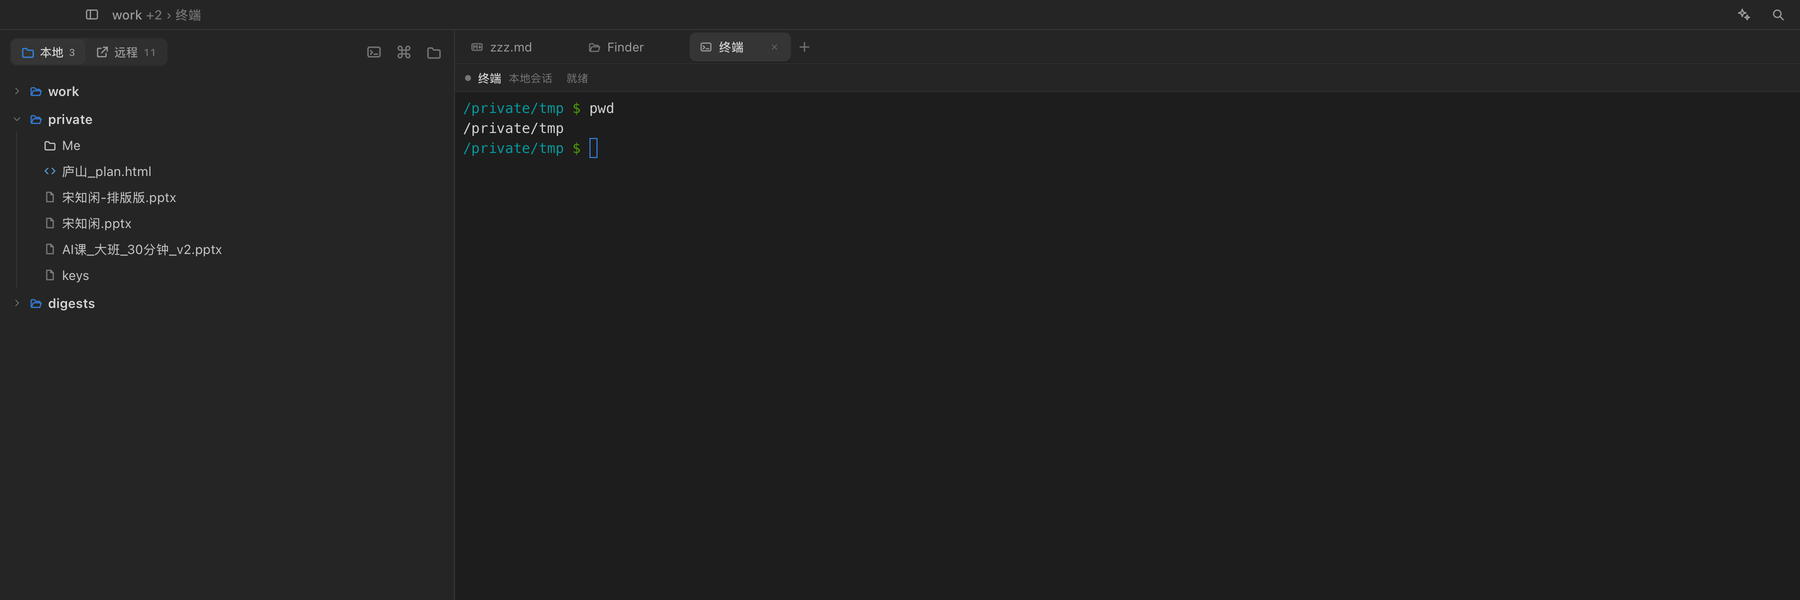 work +2 › 终端
本地 3 远程 11
work
private
Me
庐山_plan.html
宋知闲-排版版.pptx
宋知闲.pptx
AI课_大班_30分钟_v2.pptx
keys
digests
zzz.md Finder 终端 × +
终端 本地会话 就绪
/private/tmp $ pwd
/private/tmp
/private/tmp $